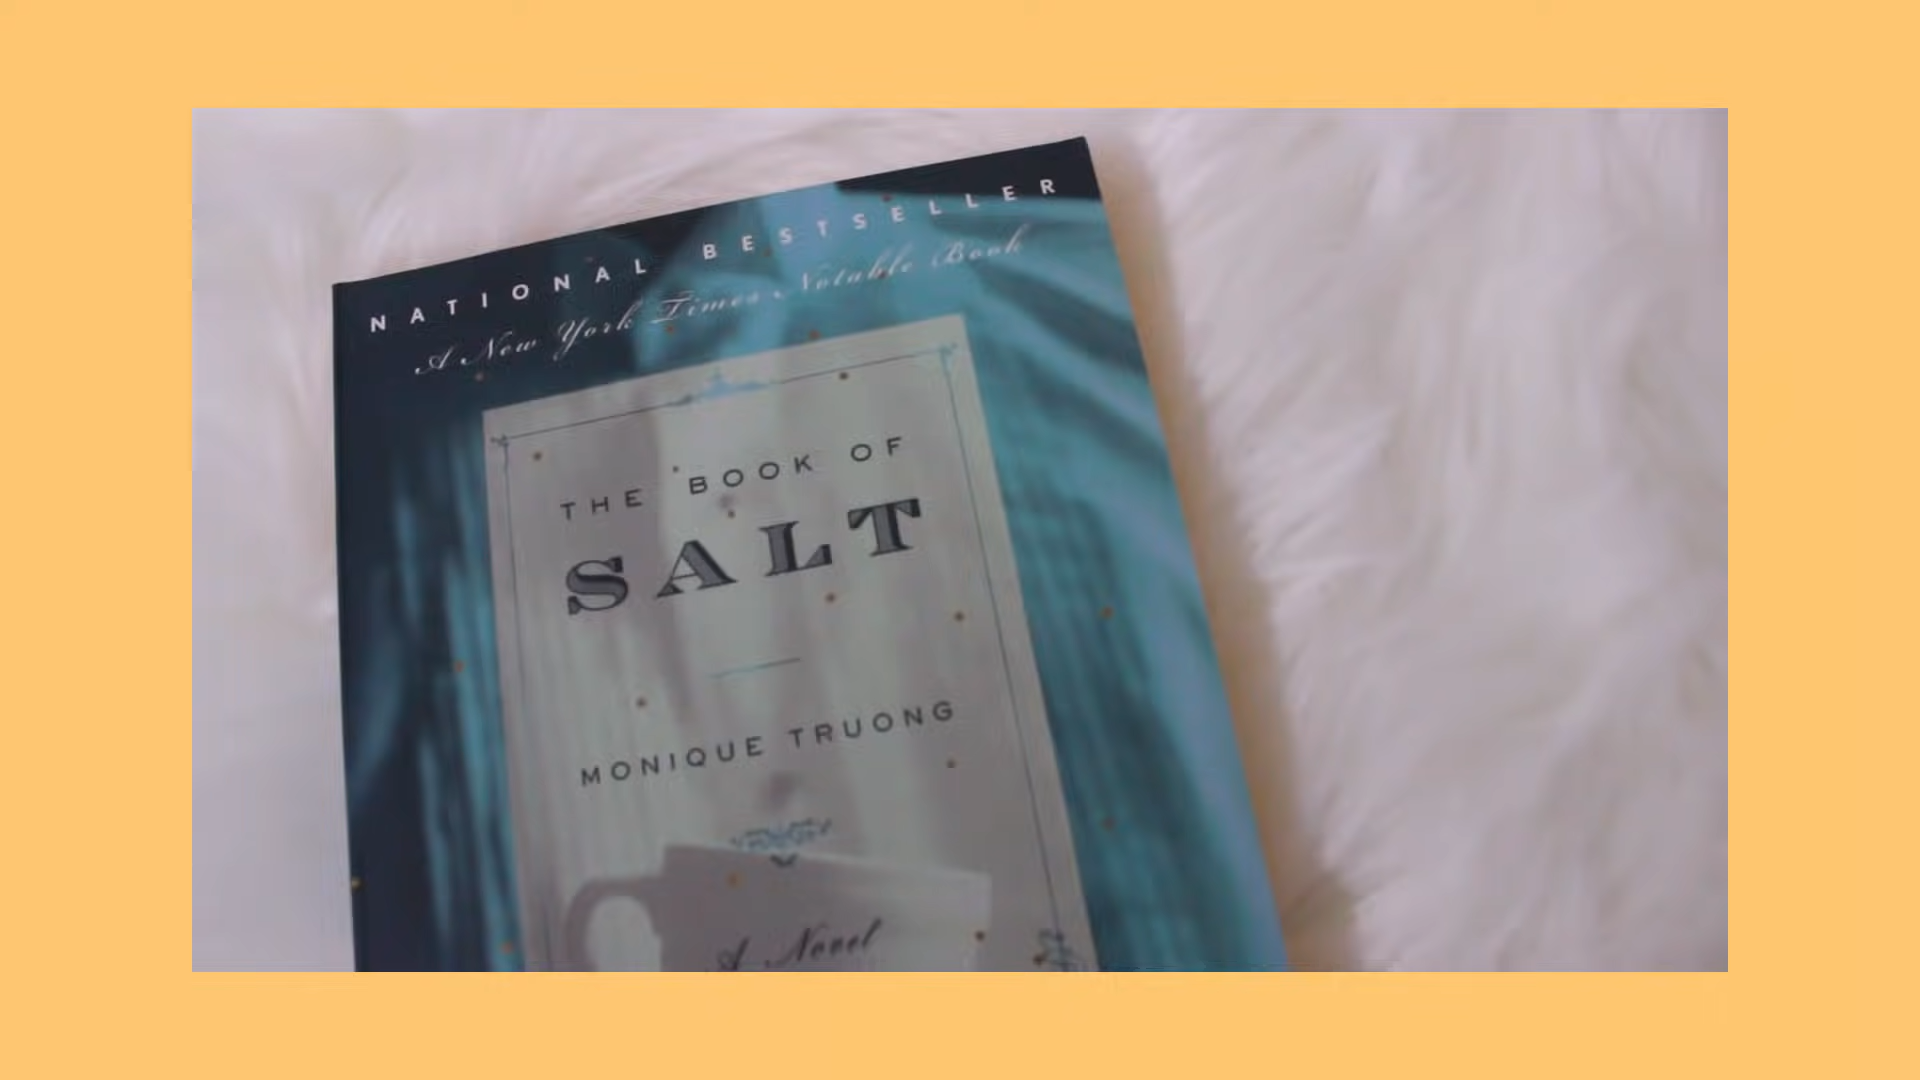 NATIONAL BESTSELLER
A New York Times Notable Book
THE BOOK OF
SALT
MONIQUE TRUONG
A Novel